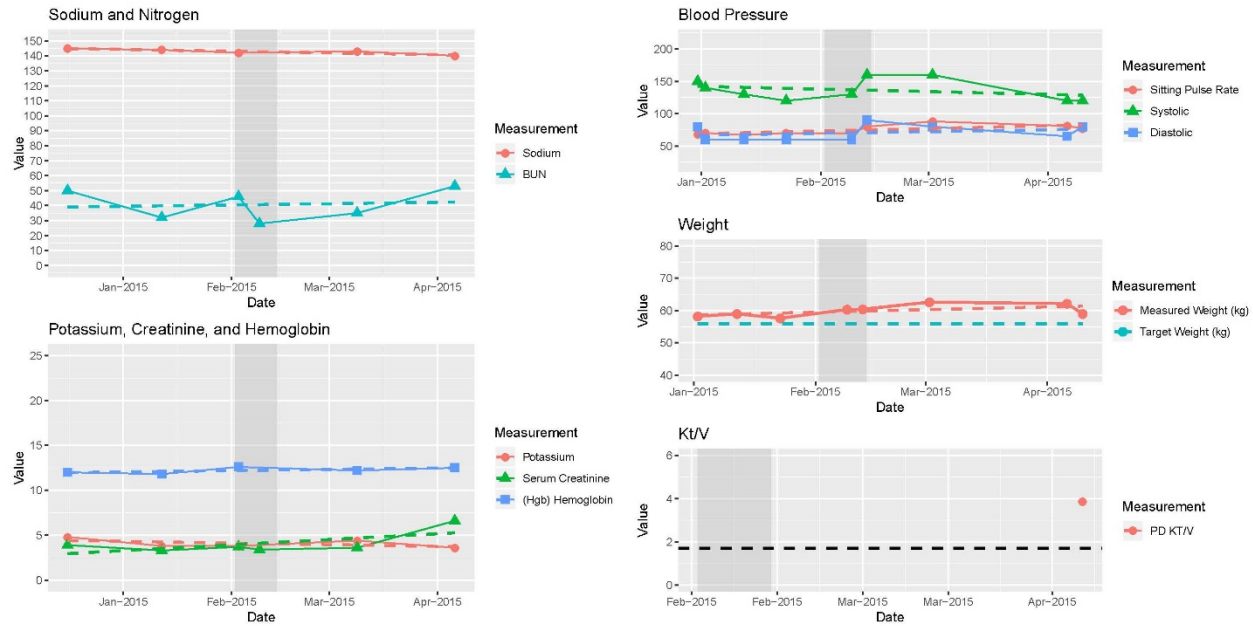 Sodium and Nitrogen
150
140
130
120
110
100
90
80
70
60
50
40
30
20
10
0
Value
Jan−2015 Feb−2015 Mar−2015 Apr−2015
Date
Measurement
Sodium
BUN
Potassium, Creatinine, and Hemoglobin
25
20
15
10
5
0
Value
Jan−2015 Feb−2015 Mar−2015 Apr−2015
Date
Measurement
Potassium
Serum Creatinine
(Hgb) Hemoglobin
Blood Pressure
200
150
100
50
Value
Jan−2015 Feb−2015 Mar−2015 Apr−2015
Date
Measurement
Sitting Pulse Rate
Systolic
Diastolic
Weight
80
70
60
50
40
Value
Jan−2015 Feb−2015 Mar−2015 Apr−2015
Date
Measurement
Measured Weight (kg)
Target Weight (kg)
Kt/V
6
4
2
0
Value
Feb−2015 Feb−2015 Mar−2015 Mar−2015 Apr−2015
Date
Measurement
PD KT/V